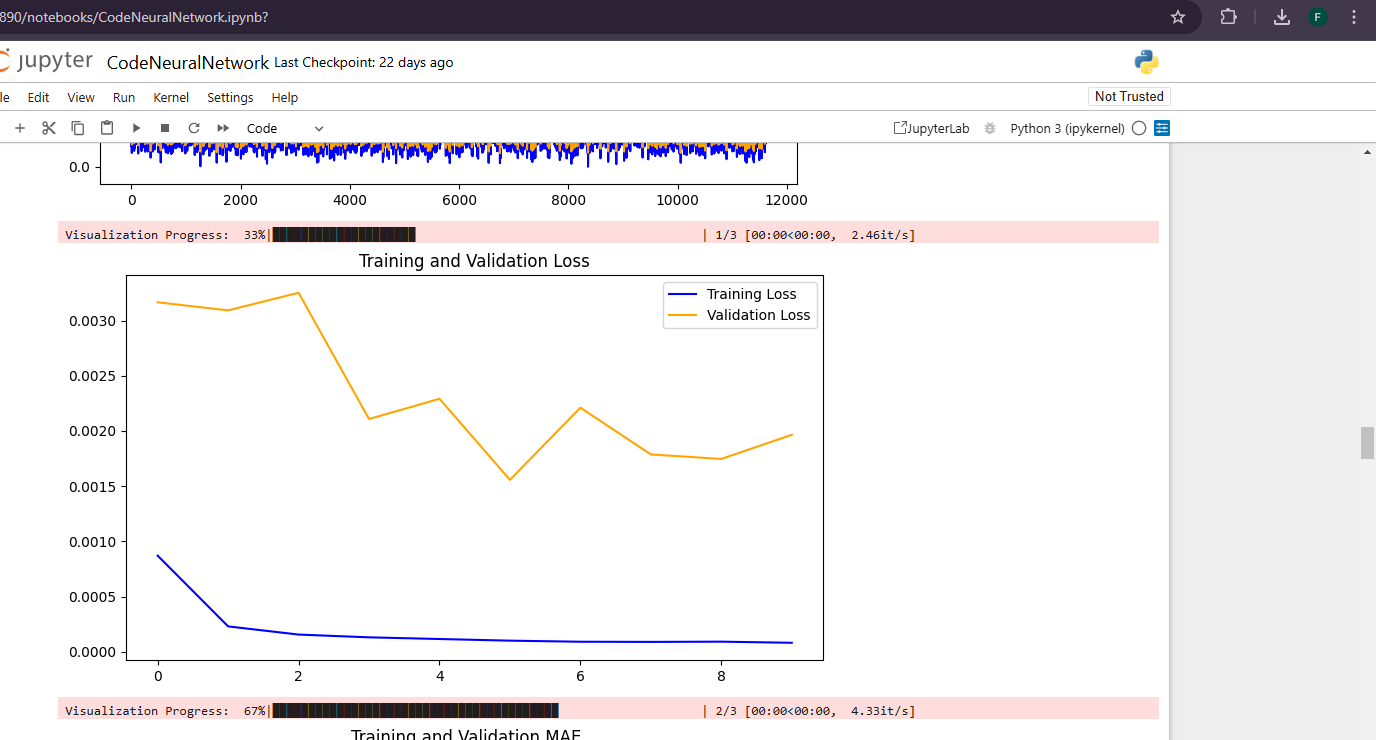 890/notebooks/CodeNeuralNetwork.ipynb?
F
jupyter CodeNeuralNetwork Last Checkpoint: 22 days ago
le Edit View Run Kernel Settings Help
Not Trusted
Code
JupyterLab
Python 3 (ipykernel)
0.0
0 2000 4000 6000 8000 10000 12000
Visualization Progress: 33%| | 1/3 [00:00<00:00, 2.46it/s]
Training and Validation Loss
Training Loss
Validation Loss
0.0030
0.0025
0.0020
0.0015
0.0010
0.0005
0.0000
0 2 4 6 8
Visualization Progress: 67%| | 2/3 [00:00<00:00, 4.33it/s]
Training and Validation MAE